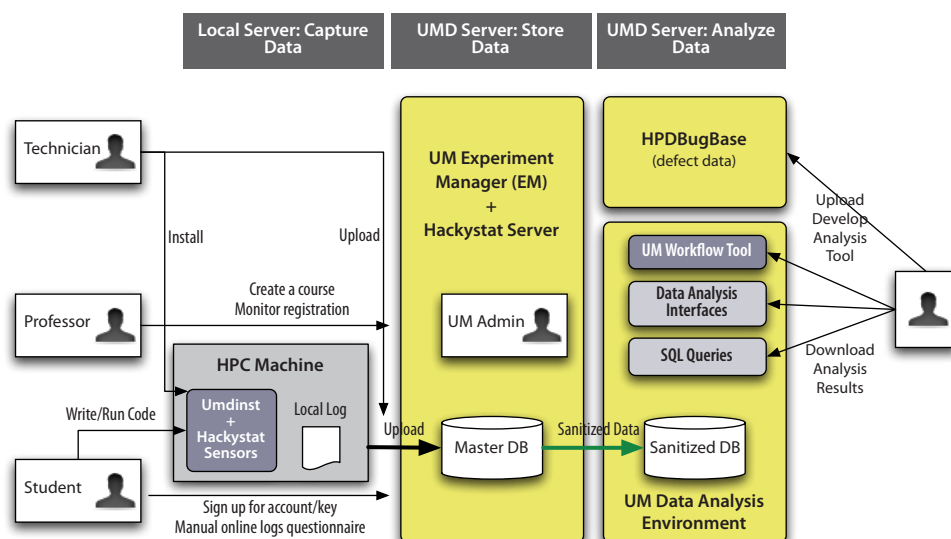 Local Server: Capture
Data
UMD Server: Store
Data
UMD Server: Analyze
Data
Technician
UM Experiment
Manager (EM)
+
Hackystat Server
HPDBugBase
(defect data)
Upload
Develop
Analysis
Tool
Install
Upload
UM Workflow Tool
Create a course
Monitor registration
Data Analysis
Interfaces
Professor
UM Admin
SQL Queries
Download
Analysis
Results
HPC Machine
Umdinst
+
Hackystat
Sensors
Local Log
Write/Run Code
Upload
Master DB
Sanitized Data
Sanitized DB
Student
Sign up for account/key
Manual online logs questionnaire
UM Data Analysis
Environment